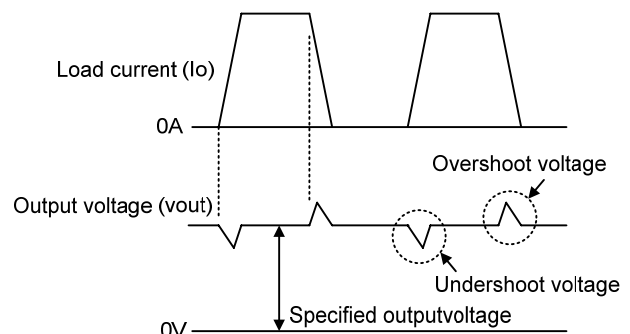 Load current (Io)
0A
Overshoot voltage
Output voltage (vout)
Undershoot voltage
Specified outputvoltage
0V